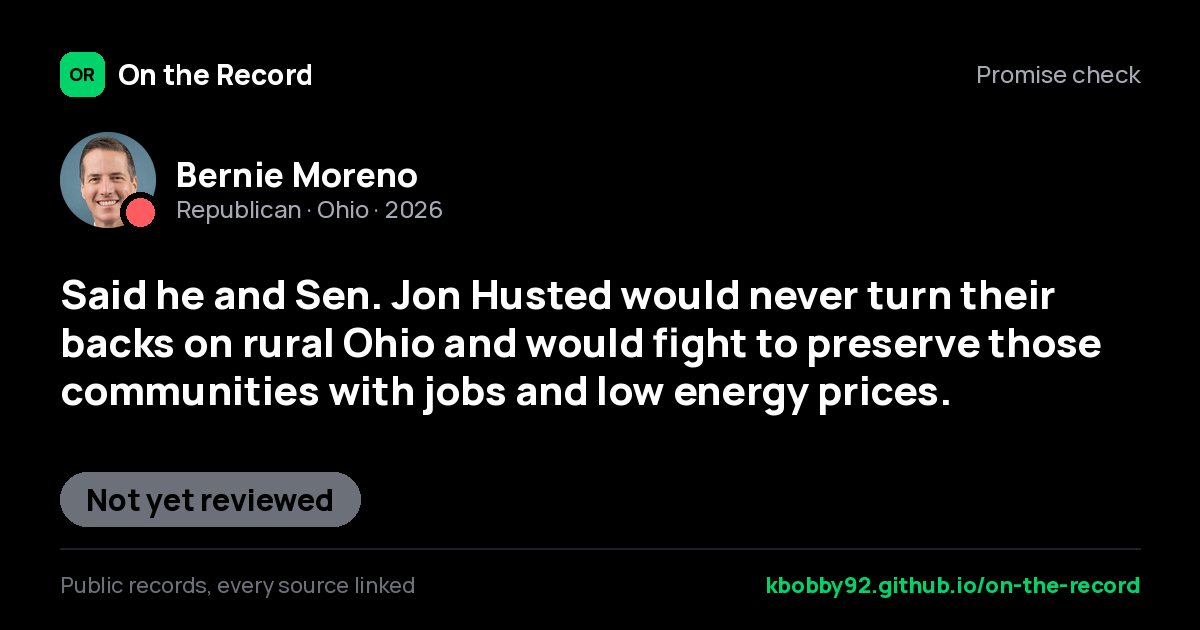 OR On the Record
Promise check
Bernie Moreno
Republican · Ohio · 2026
Said he and Sen. Jon Husted would never turn their
backs on rural Ohio and would fight to preserve those
communities with jobs and low energy prices.
Not yet reviewed
Public records, every source linked
kbobby92.github.io/on-the-record